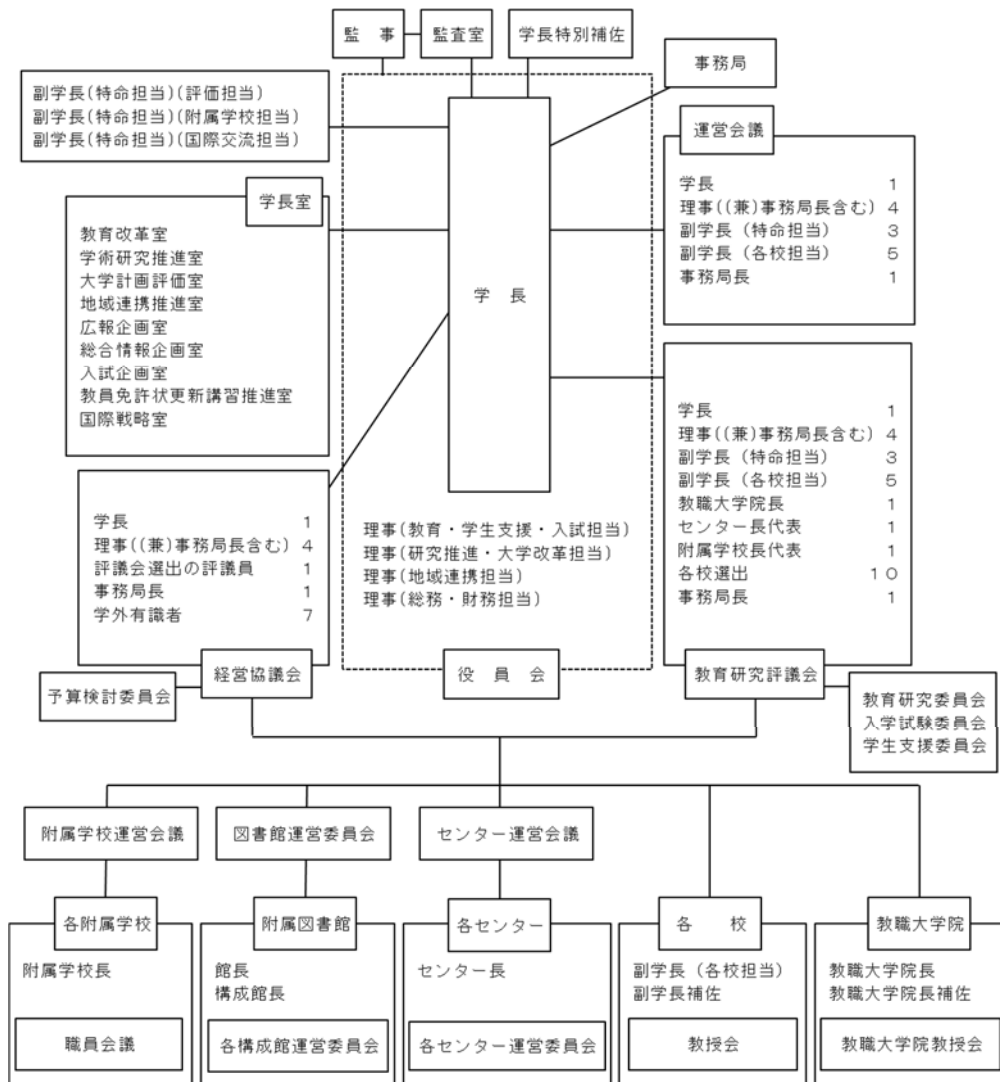 監　事
監査室
学長特別補佐
事務局
副学長(特命担当)(評価担当)
副学長(特命担当)(附属学校担当)
副学長(特命担当)(国際交流担当)
運営会議
学長 1
理事((兼)事務局長含む) 4
副学長（特命担当） 3
副学長（各校担当） 5
事務局長 1
学長室
教育改革室
学術研究推進室
大学計画評価室
地域連携推進室
広報企画室
総合情報企画室
入試企画室
教員免許状更新講習推進室
国際戦略室
学　長
学長 1
理事((兼)事務局長含む) 4
副学長（特命担当） 3
副学長（各校担当） 5
教職大学院長 1
センター長代表 1
附属学校長代表 1
各校選出 10
事務局長 1
教育研究評議会
学長 1
理事((兼)事務局長含む) 4
評議会選出の評議員 1
事務局長 1
学外有識者 7
経営協議会
理事(教育・学生支援・入試担当)
理事(研究推進・大学改革担当)
理事(地域連携担当)
理事(総務・財務担当)
役　員　会
予算検討委員会
教育研究委員会
入学試験委員会
学生支援委員会
附属学校運営会議
図書館運営委員会
センター運営会議
各附属学校
附属学校長
職員会議
附属図書館
館長
構成館長
各構成館運営委員会
各センター
センター長
各センター運営委員会
各　校
副学長（各校担当）
副学長補佐
教授会
教職大学院
教職大学院長
教職大学院長補佐
教職大学院教授会